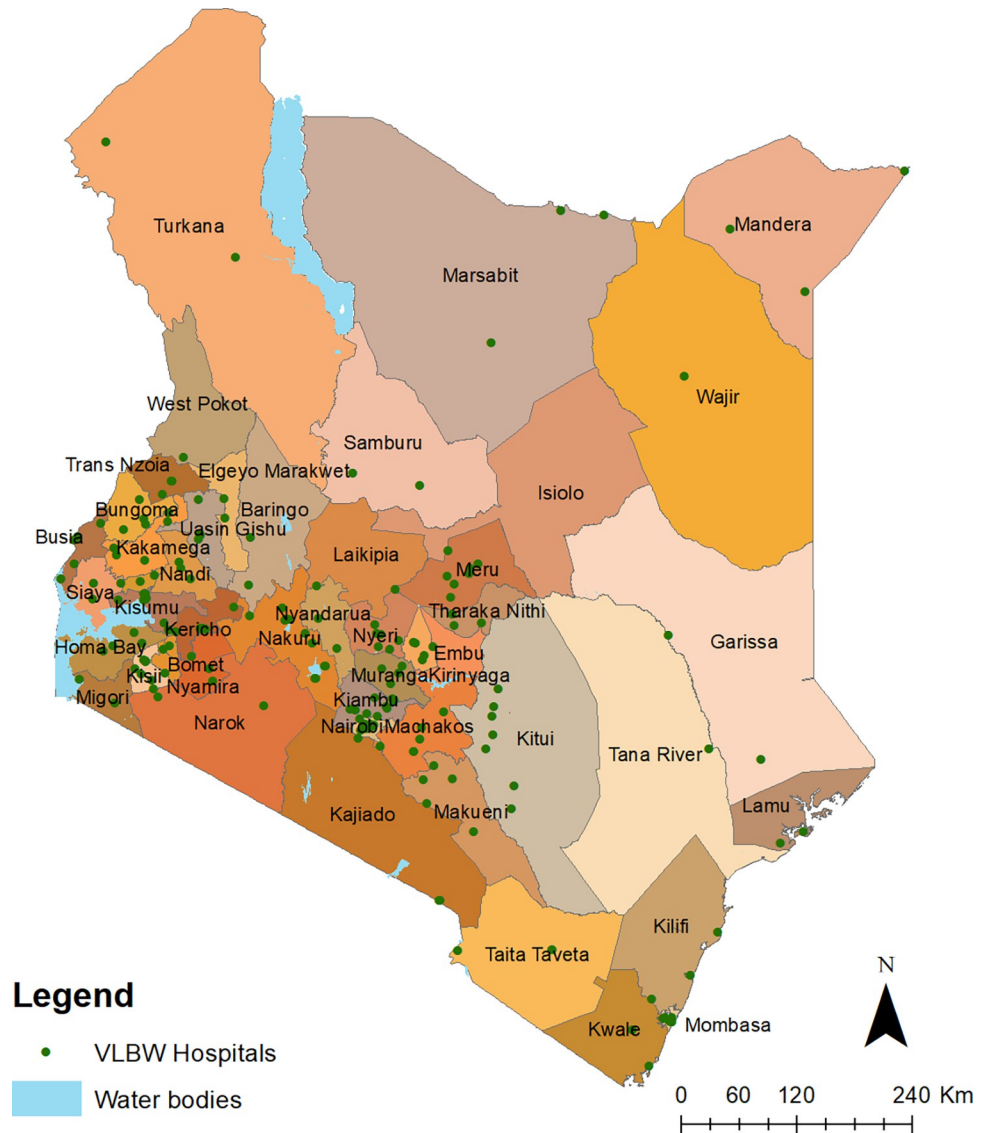 Turkana
Mandera
Marsabit
Wajir
West Pokot
Samburu
Trans Nzoia
Elgeyo Marakwet
Isiolo
Bungoma
Baringo
Uasin Gishu
Busia
Kakamega
Laikipia
Meru
Nandi
Siaya
Kisumu
Nyandarua
Tharaka Nithi
Kericho
Nakuru
Nyeri
Garissa
Homa Bay
Embu
Bomet
Kisii
Muranga
Kirinyaga
Nyamira
Migori
Kiambu
Narok
Nairobi
Machakos
Kitui
Tana River
Lamu
Kajiado
Makueni
Kilifi
Taita Taveta
N
Kwale
Mombasa
Legend
VLBW Hospitals
Water bodies
0 60 120 240 Km